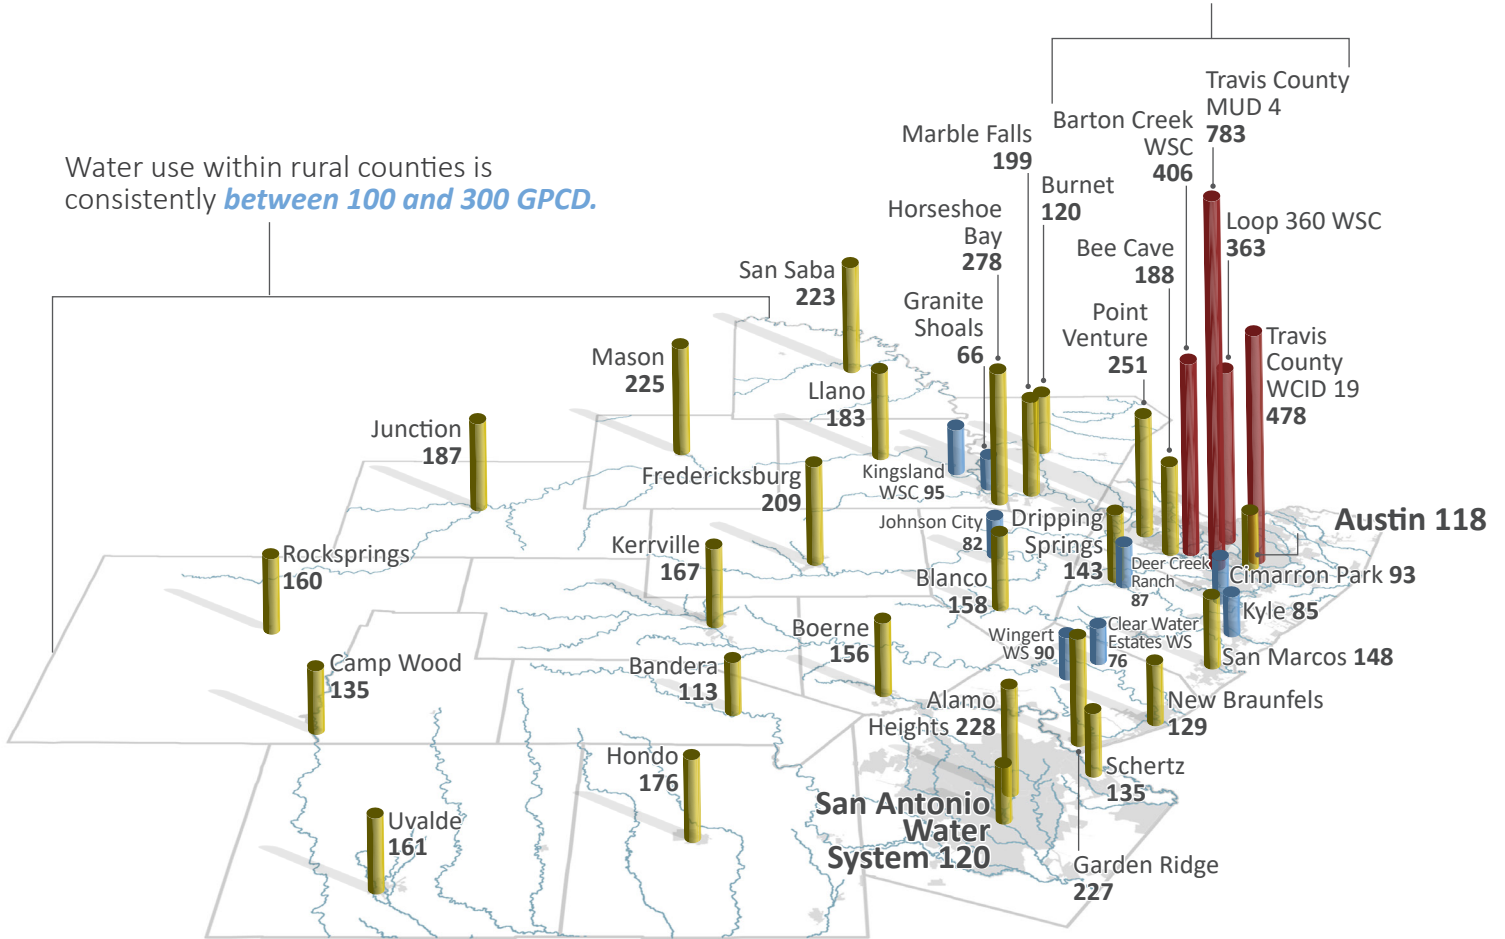 Water use within rural counties is
consistently between 100 and 300 GPCD.
Travis County
MUD 4
783
Barton Creek
WSC
406
Marble Falls
199
Burnet
120
Horseshoe
Bay
278
Loop 360 WSC
363
Bee Cave
188
San Saba
223
Granite
Shoals
66
Point
Venture
251
Travis
County
WCID 19
478
Mason
225
Llano
183
Junction
187
Fredericksburg
209
Kingsland
WSC 95
Austin 118
Johnson City
82
Dripping
Springs
143
Rocksprings
160
Kerrville
167
Deer Creek
Ranch
87
Cimarron Park 93
Blanco
158
Kyle 85
Boerne
156
Wingert
WS 90
Clear Water
Estates WS
76
San Marcos 148
Camp Wood
135
Bandera
113
Alamo
Heights 228
New Braunfels
129
Hondo
176
Schertz
135
San Antonio
Water
System 120
Uvalde
161
Garden Ridge
227